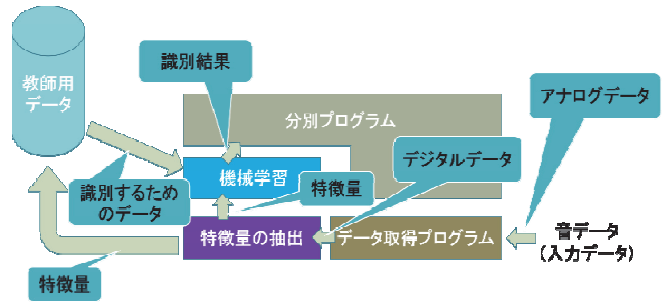 教師用
データ
識別結果
分別プログラム
アナログデータ
デジタルデータ
機械学習
特徴量
識別するため
のデータ
特徴量の抽出
データ取得プログラム
音データ
(入力データ)
特徴量